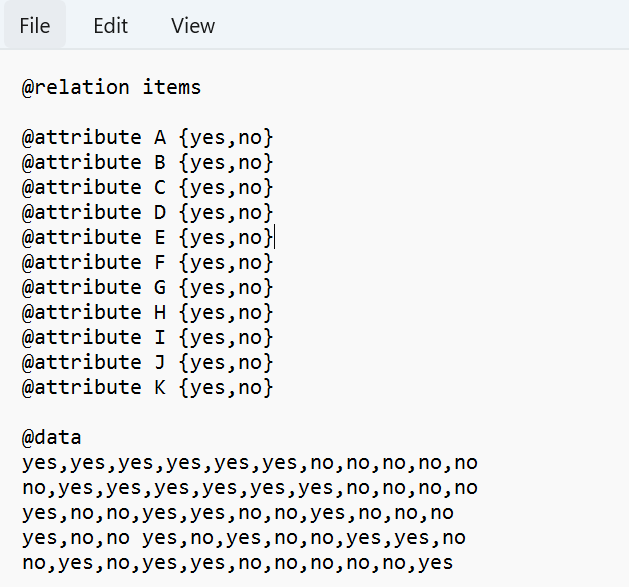 File Edit View
@relation items
@attribute A {yes,no}
@attribute B {yes,no}
@attribute C {yes,no}
@attribute D {yes,no}
@attribute E {yes,no}
@attribute F {yes,no}
@attribute G {yes,no}
@attribute H {yes,no}
@attribute I {yes,no}
@attribute J {yes,no}
@attribute K {yes,no}
@data
yes,yes,yes,yes,yes,yes,no,no,no,no,no
no,yes,yes,yes,yes,yes,yes,no,no,no,no
yes,no,no,yes,yes,no,no,yes,no,no,no
yes,no,no yes,no,yes,no,no,yes,yes,no
no,yes,no,yes,yes,no,no,no,no,no,yes